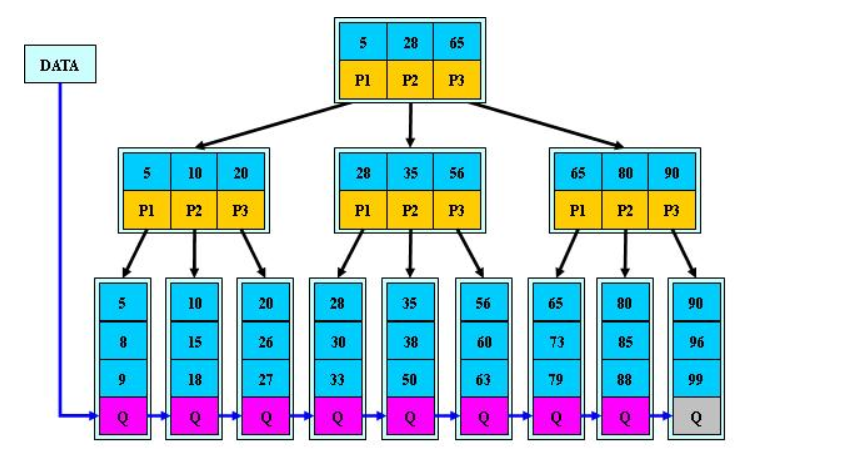 5 28 65
DATA
P1 P2 P3
5 10 20 28 35 56 65 80 90
P1 P2 P3 P1 P2 P3 P1 P2 P3
5 10 20 28 35 56 65 80 90
8 15 26 30 38 60 73 85 96
9 18 27 33 50 63 79 88 99
Q Q Q Q Q Q Q Q Q